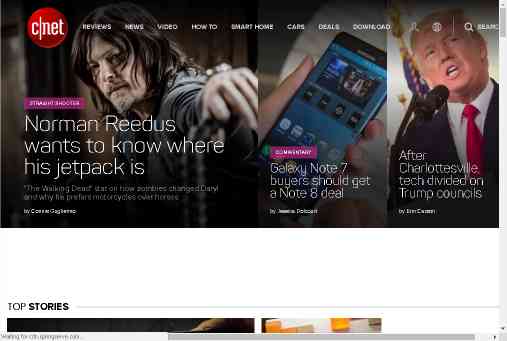 c|net
REVIEWS NEWS VIDEO HOW TO SMART HOME CARS DEALS DOWNLOAD SEARC
STRAIGHT SHOOTER
Norman Reedus
wants to know where
his jetpack is
"The Walking Dead" star on how zombies changed Daryl
and why he prefers motorcycles over horses.
by Connie Guglielmo
COMMENTARY
Galaxy Note 7
buyers should get
a Note 8 deal
by Jessica Dolcourt
After
Charlottesville,
tech divided on
Trump councils
by Erin Carson
TOP STORIES
Waiting for cdn.springserve.com...